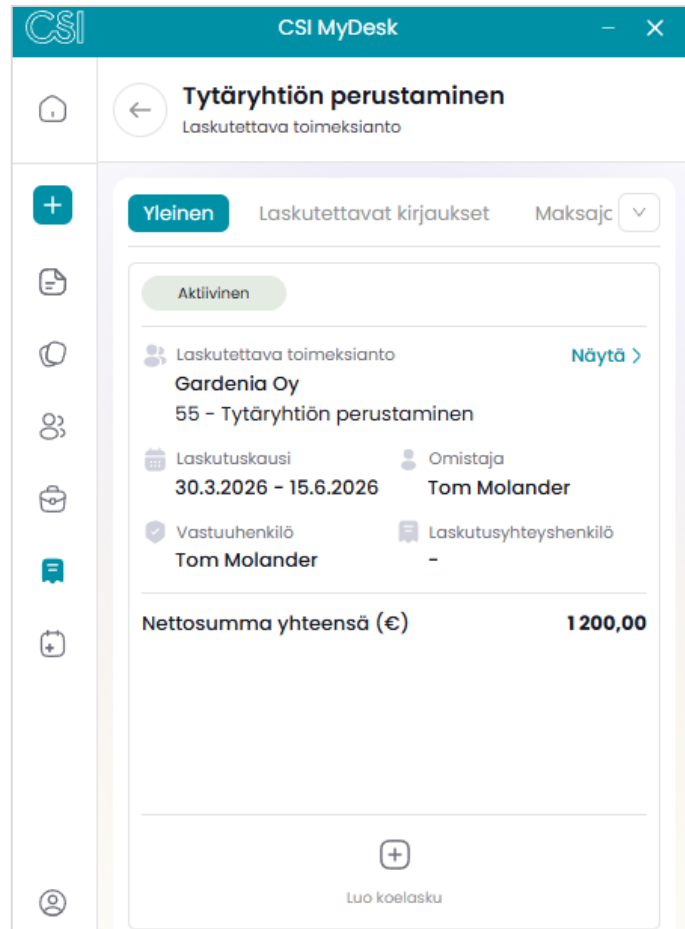 CSI
CSI MyDesk
Tytäryhtiön perustaminen
Laskutettava toimeksianto
Yleinen Laskutettavat kirjaukset
Aktiivinen
Laskutettava toimeksianto Näytä >
Gardenia Oy
55 - Tytäryhtiön perustaminen
Laskutuskausi Omistaja
30.3.2026 - 15.6.2026 Tom Molander
Vastuuhenkilö Laskutusyhteyshenkilö
Tom Molander -
Nettosumma yhteensä (€) 1 200,00
Luo koelasku